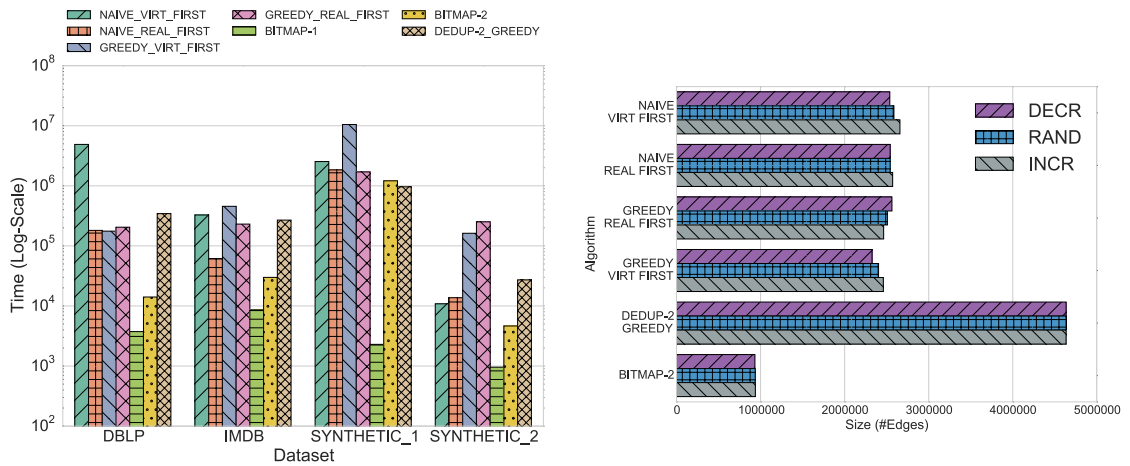 NAIVE_VIRT_FIRST
NAIVE_REAL_FIRST
GREEDY_VIRT_FIRST
GREEDY_REAL_FIRST
BITMAP-1
BITMAP-2
DEDUP-2_GREEDY
10^8
10^7
10^6
10^5
10^4
10^3
10^2
Time (Log-Scale)
DBLP IMDB SYNTHETIC_1 SYNTHETIC_2
Dataset
NAIVE
VIRT FIRST
NAIVE
REAL FIRST
GREEDY
REAL FIRST
GREEDY
VIRT FIRST
DEDUP-2
GREEDY
BITMAP-2
Algorithm
DECR
RAND
INCR
0 1000000 2000000 3000000 4000000 5000000
Size (#Edges)